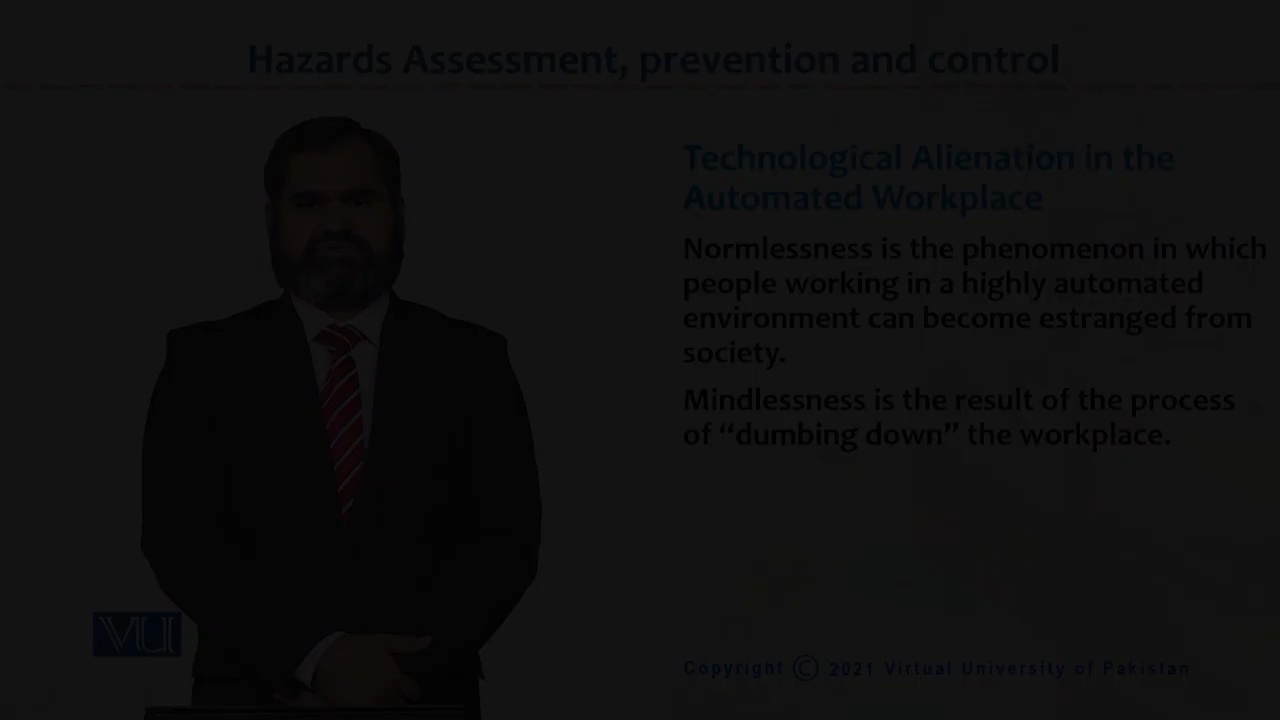 Hazards Assessment, prevention and control
Technological Alienation in the
Automated Workplace
Normlessness is the phenomenon in which
people working in a highly automated
environment can become estranged from
society.
Mindlessness is the result of the process
of “dumbing down” the workplace.
VU
Copyright © 2021 Virtual University of Pakistan